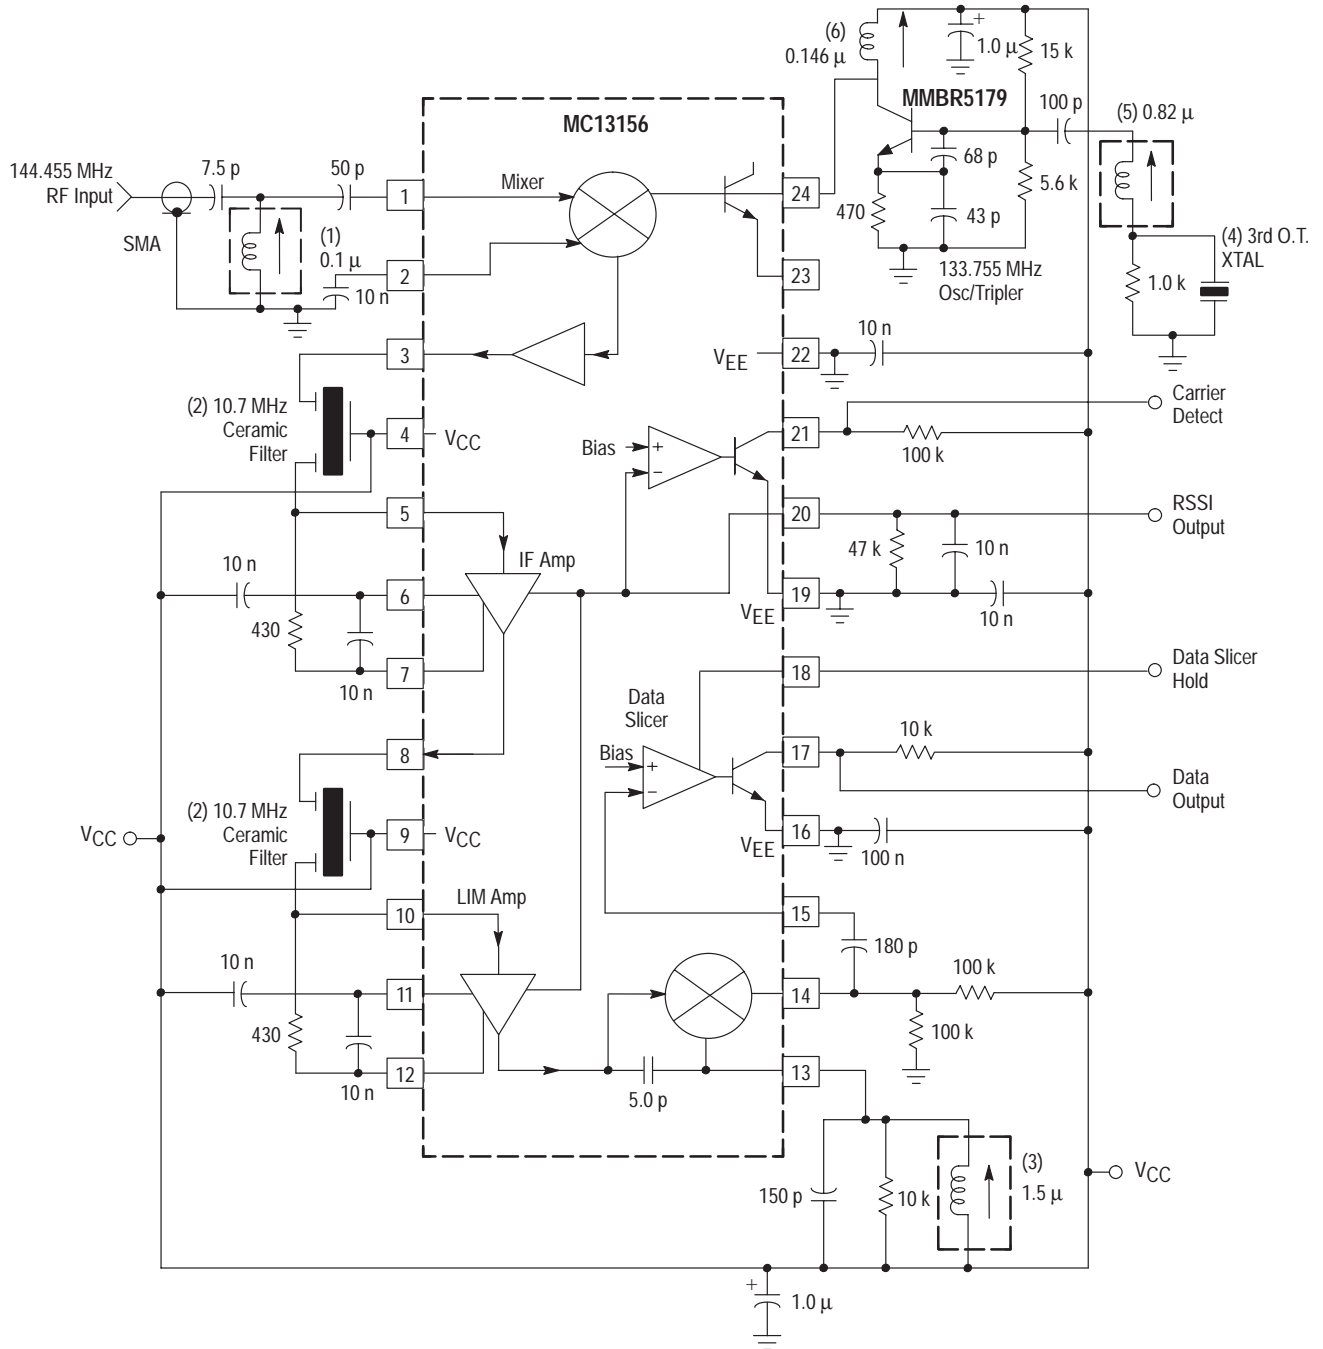 (6)
0.146 μ
+
1.0 μ
15 k
MMBR5179
100 p
(5) 0.82 μ
MC13156
144.455 MHz
RF Input
7.5 p
50 p
1
Mixer
24
68 p
5.6 k
470
43 p
SMA
(1)
0.1 μ
10 n
2
23
133.755 MHz
Osc/Tripler
(4) 3rd O.T.
XTAL
1.0 k
3
VEE
22
10 n
(2) 10.7 MHz
Ceramic
Filter
4
VCC
Bias
+
–
21
100 k
Carrier
Detect
5
20
RSSI
Output
IF Amp
47 k
10 n
10 n
6
VEE
19
10 n
430
10 n
7
18
Data Slicer
Hold
Data
Slicer
8
Bias
+
–
17
10 k
Data
Output
(2) 10.7 MHz
Ceramic
Filter
VCC
9
VCC
VEE
16
100 n
LIM Amp
10
15
180 p
10 n
11
14
100 k
100 k
430
10 n
12
5.0 p
13
150 p
10 k
(3)
1.5 μ
VCC
+
1.0 μ